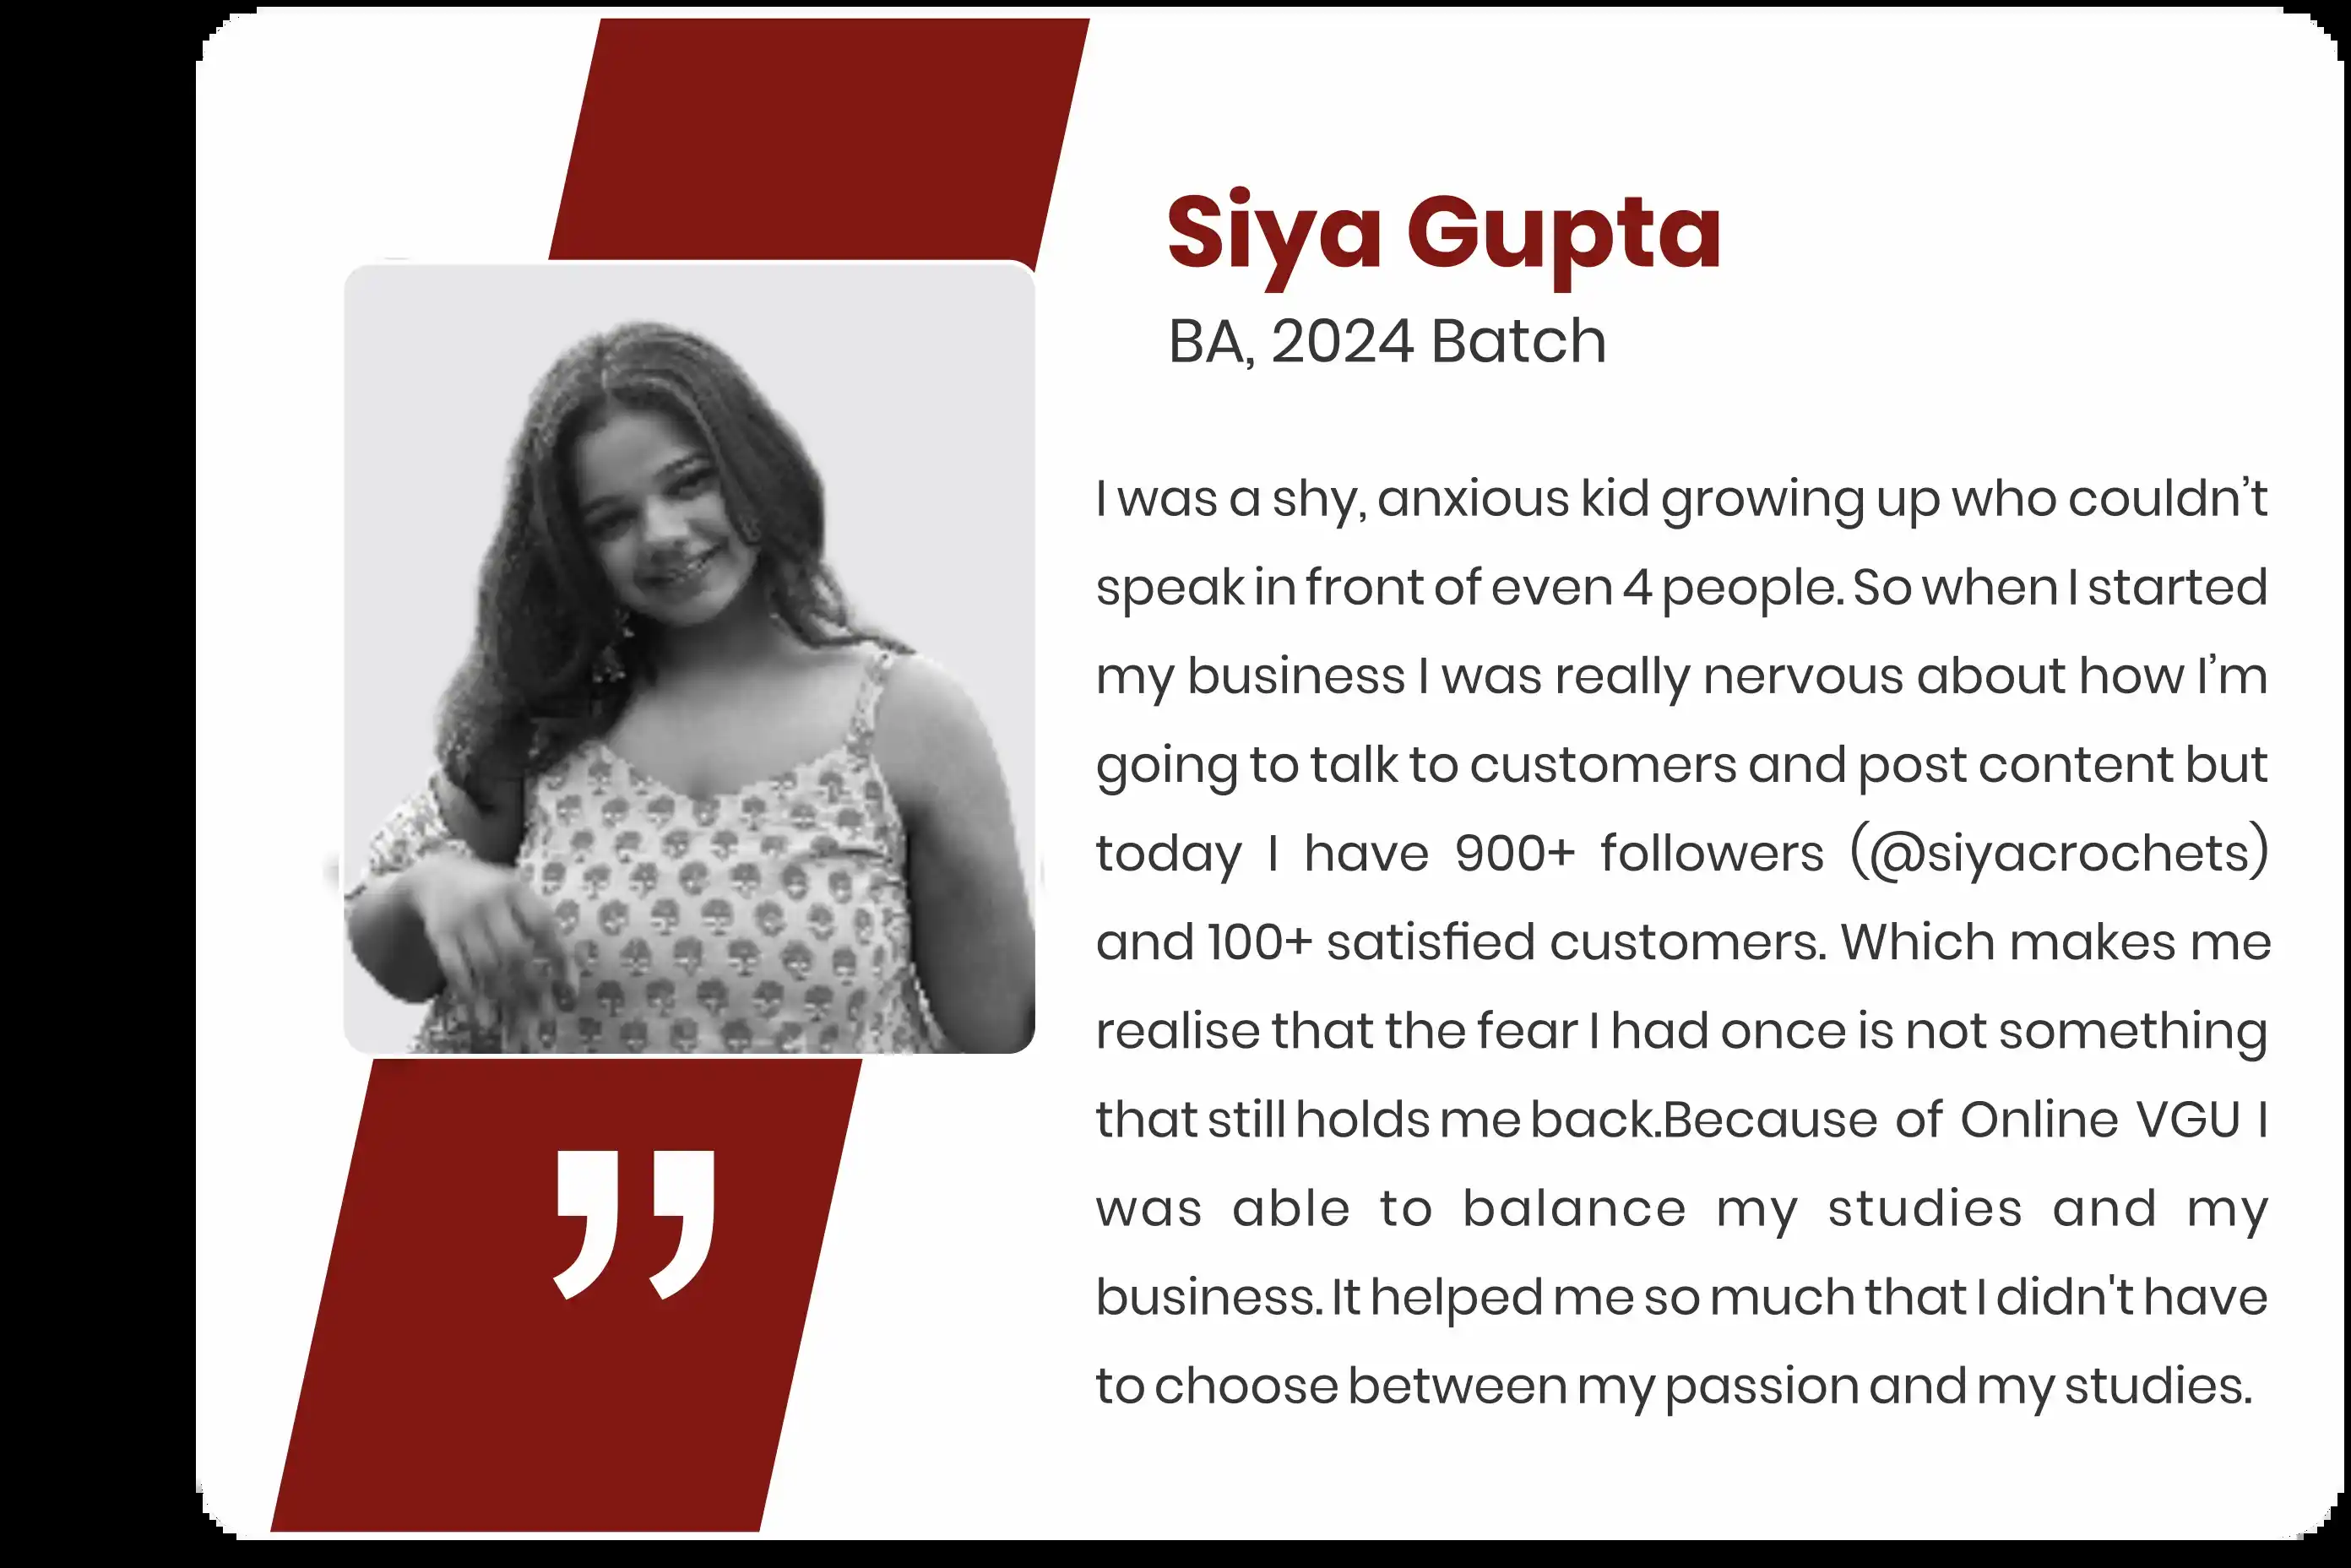 Siya Gupta
BA, 2024 Batch
I was a shy, anxious kid growing up who couldn’t
speak in front of even 4 people. So when I started
my business I was really nervous about how I’m
going to talk to customers and post content but
today I have 900+ followers (@siyacrochets)
and 100+ satisfied customers. Which makes me
realise that the fear I had once is not something
that still holds me back.Because of Online VGU I
was able to balance my studies and my
business. It helped me so much that I didn't have
to choose between my passion and my studies.
”